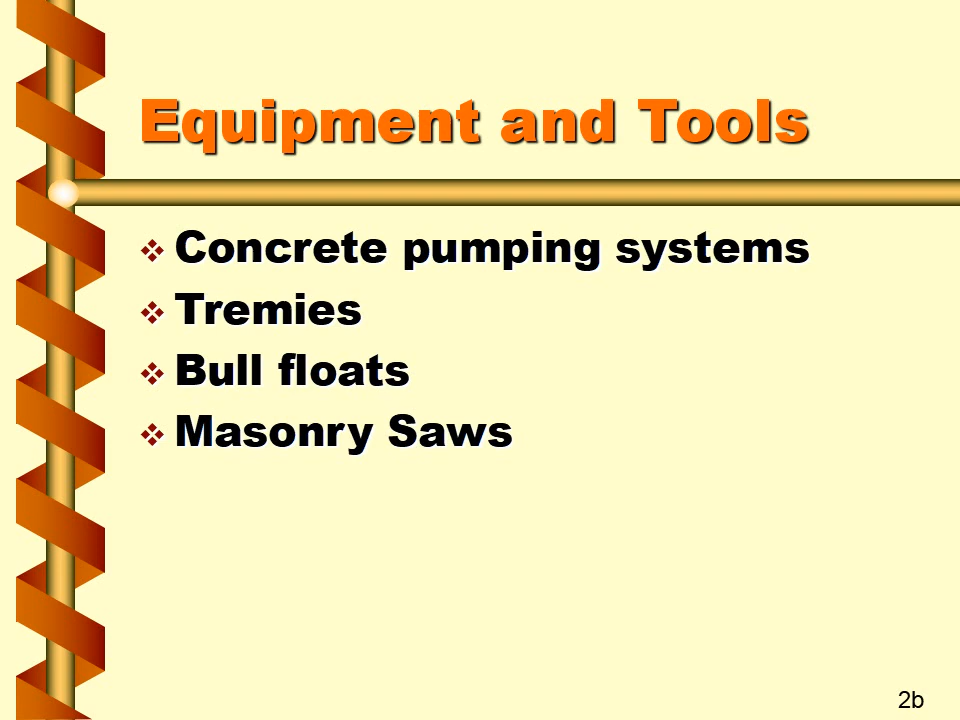 Equipment and Tools
❖ Concrete pumping systems
❖ Tremies
❖ Bull floats
❖ Masonry Saws
2b